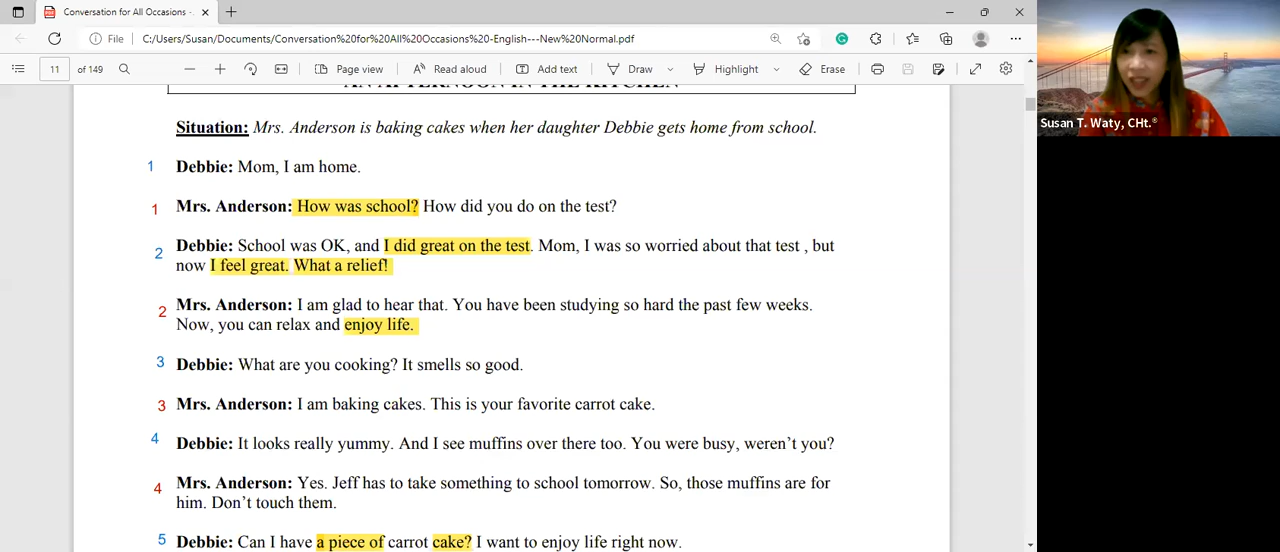 Conversation for All Occasions -
File
C:/Users/Susan/Documents/Conversation%20for%20All%20Occasions%20-English---New%20Normal.pdf
11 of 149
Page view
Read aloud
Add text
Draw
Highlight
Erase
Susan T. Waty, CHt.®
AN AFTERNOON IN THE KITCHEN
Situation: Mrs. Anderson is baking cakes when her daughter Debbie gets home from school.
1 Debbie: Mom, I am home.
1 Mrs. Anderson: How was school? How did you do on the test?
2 Debbie: School was OK, and I did great on the test. Mom, I was so worried about that test , but
now I feel great. What a relief!
2 Mrs. Anderson: I am glad to hear that. You have been studying so hard the past few weeks.
Now, you can relax and enjoy life.
3 Debbie: What are you cooking? It smells so good.
3 Mrs. Anderson: I am baking cakes. This is your favorite carrot cake.
4 Debbie: It looks really yummy. And I see muffins over there too. You were busy, weren’t you?
4 Mrs. Anderson: Yes. Jeff has to take something to school tomorrow. So, those muffins are for
him. Don’t touch them.
5 Debbie: Can I have a piece of carrot cake? I want to enjoy life right now.